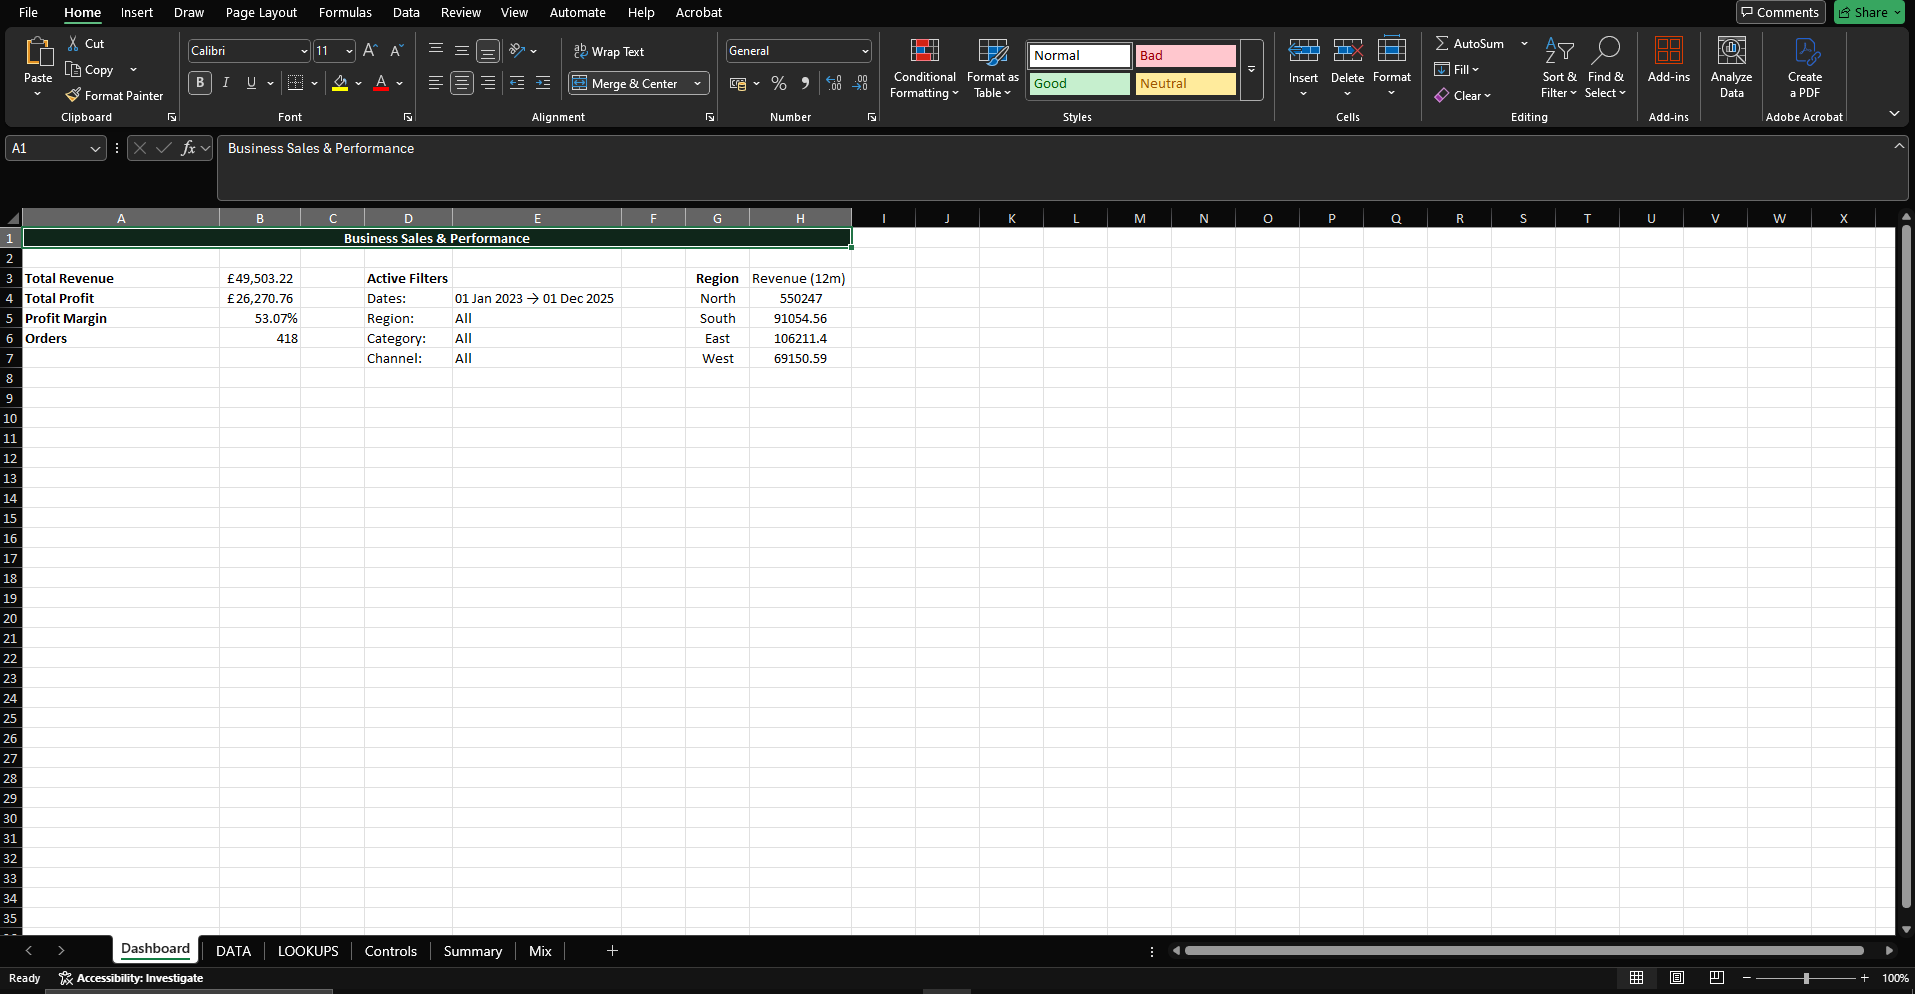 File Home Insert Draw Page Layout Formulas Data Review View Automate Help Acrobat Comments Share
Paste
Cut
Copy
Format Painter
Clipboard
Calibri 11
B I U
Font
Wrap Text
Merge & Center
Alignment
General
Number
Conditional Formatting
Format as Table
Normal Bad
Good Neutral
Styles
Insert Delete Format
Cells
AutoSum
Fill
Clear
Sort & Filter
Find & Select
Editing
Add-ins
Add-ins
Analyze Data
Create a PDF
Adobe Acrobat
A1 fx Business Sales & Performance
A B C D E F G H I J K L M N O P Q R S T U V W X
1 Business Sales & Performance
2
3 Total Revenue £49,503.22 Active Filters Region Revenue (12m)
4 Total Profit £26,270.76 Dates: 01 Jan 2023 → 01 Dec 2025 North 550247
5 Profit Margin 53.07% Region: All South 91054.56
6 Orders 418 Category: All East 106211.4
7 Channel: All West 69150.59
8
9
10
11
12
13
14
15
16
17
18
19
20
21
22
23
24
25
26
27
28
29
30
31
32
33
34
35
Dashboard DATA LOOKUPS Controls Summary Mix
Ready Accessibility: Investigate 100%